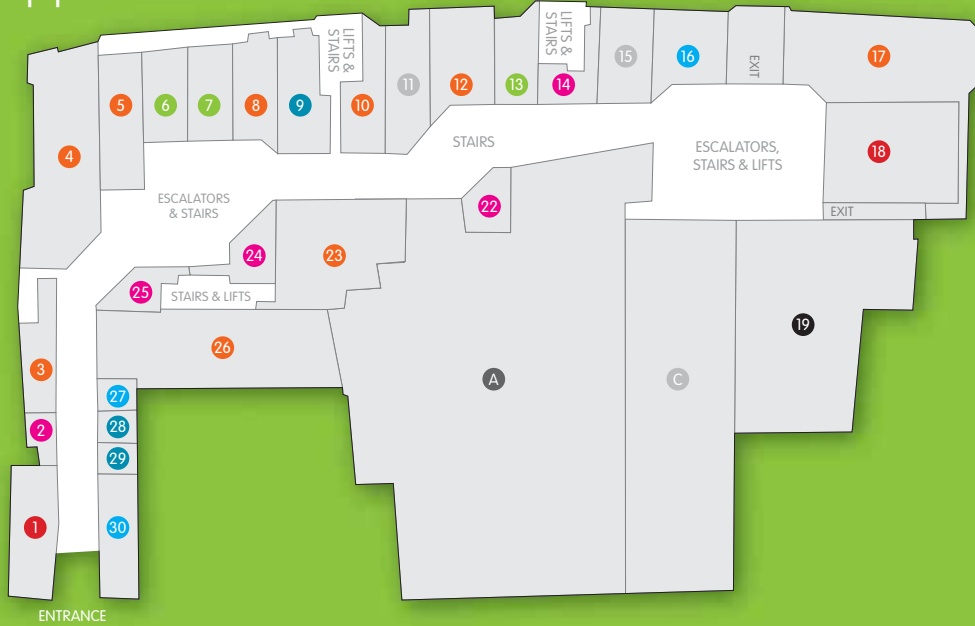 LIFTS &
STAIRS
LIFTS &
STAIRS
5
6
7
8
9
10
11
12
13
14
15
16
EXIT
17
4
STAIRS
ESCALATORS,
STAIRS & LIFTS
18
ESCALATORS
& STAIRS
22
EXIT
24
23
25
STAIRS & LIFTS
19
3
26
A
C
27
2
28
29
1
30
ENTRANCE